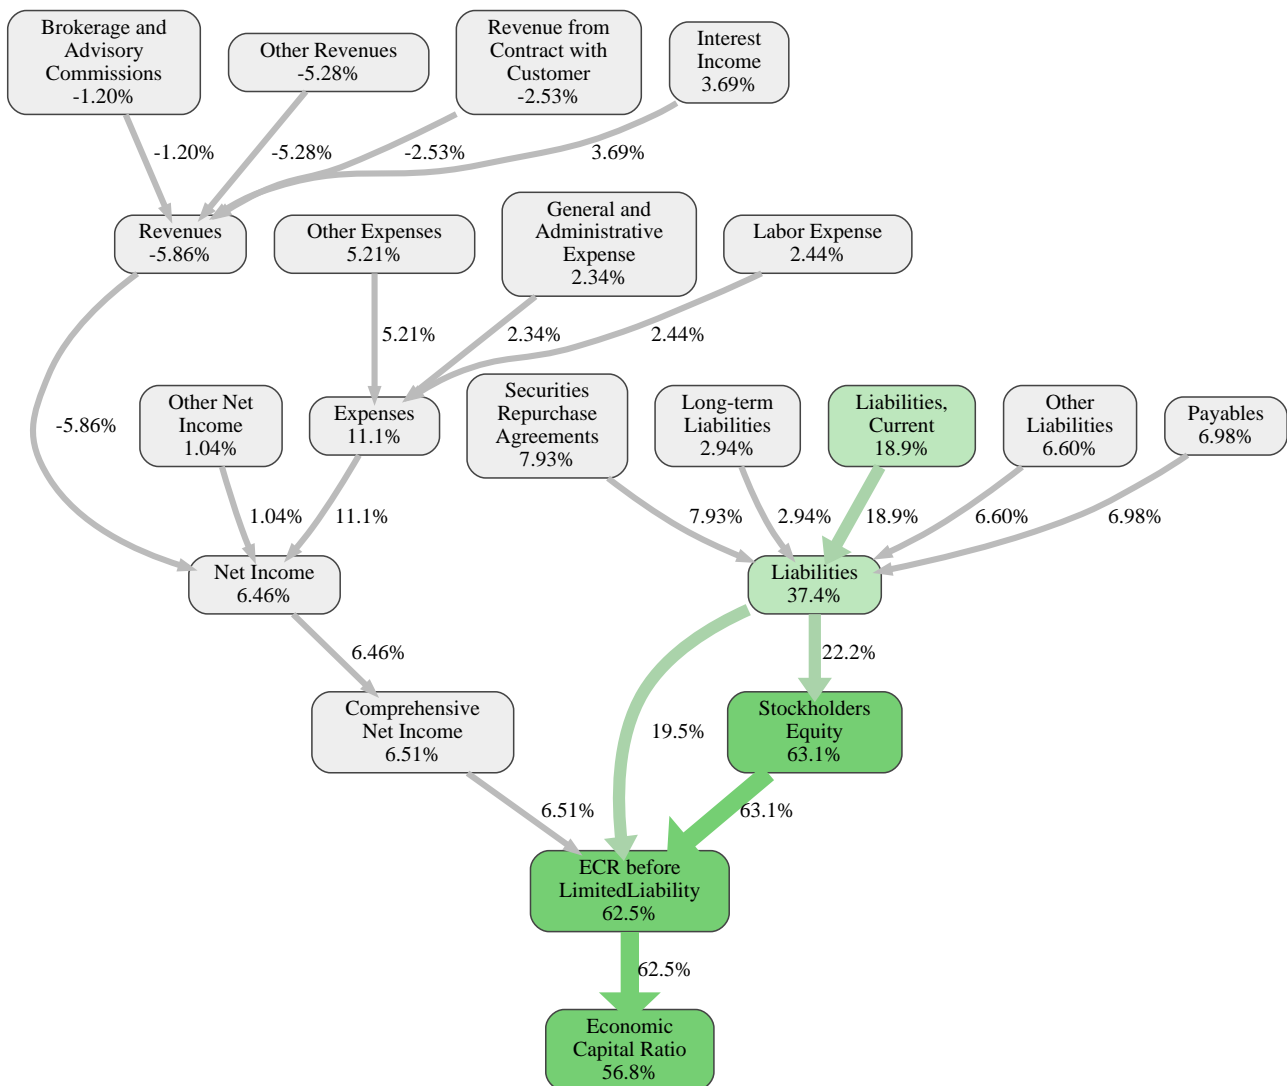 Brokerage and
Advisory
Commissions
-1.20%
Other Revenues
-5.28%
Revenue from
Contract with
Customer
-2.53%
Interest
Income
3.69%
-1.20%
-5.28%
-2.53%
3.69%
Revenues
-5.86%
Other Expenses
5.21%
General and
Administrative
Expense
2.34%
Labor Expense
2.44%
5.21%
2.34%
2.44%
-5.86%
Other Net
Income
1.04%
Expenses
11.1%
Securities
Repurchase
Agreements
7.93%
Long-term
Liabilities
2.94%
Liabilities,
Current
18.9%
Other
Liabilities
6.60%
Payables
6.98%
1.04%
11.1%
7.93%
2.94%
18.9%
6.60%
6.98%
Net Income
6.46%
Liabilities
37.4%
6.46%
22.2%
Comprehensive
Net Income
6.51%
19.5%
Stockholders
Equity
63.1%
6.51%
63.1%
ECR before
LimitedLiability
62.5%
62.5%
Economic
Capital Ratio
56.8%